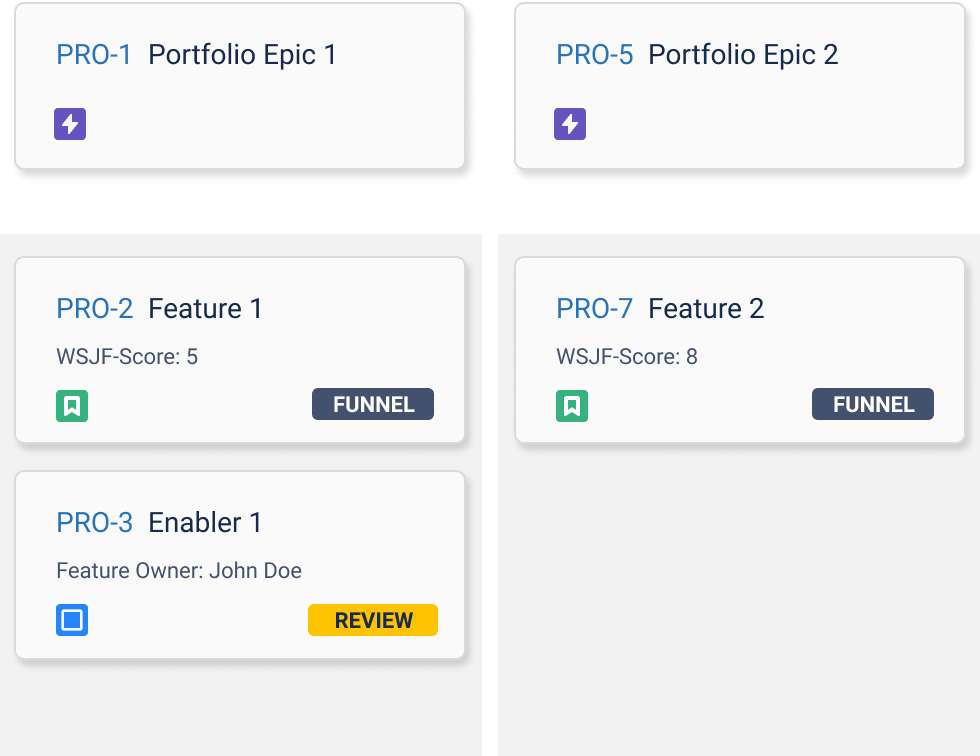 PRO-1 Portfolio Epic 1
PRO-5 Portfolio Epic 2
PRO-2 Feature 1
WSJF-Score: 5
FUNNEL
PRO-7 Feature 2
WSJF-Score: 8
FUNNEL
PRO-3 Enabler 1
Feature Owner: John Doe
REVIEW